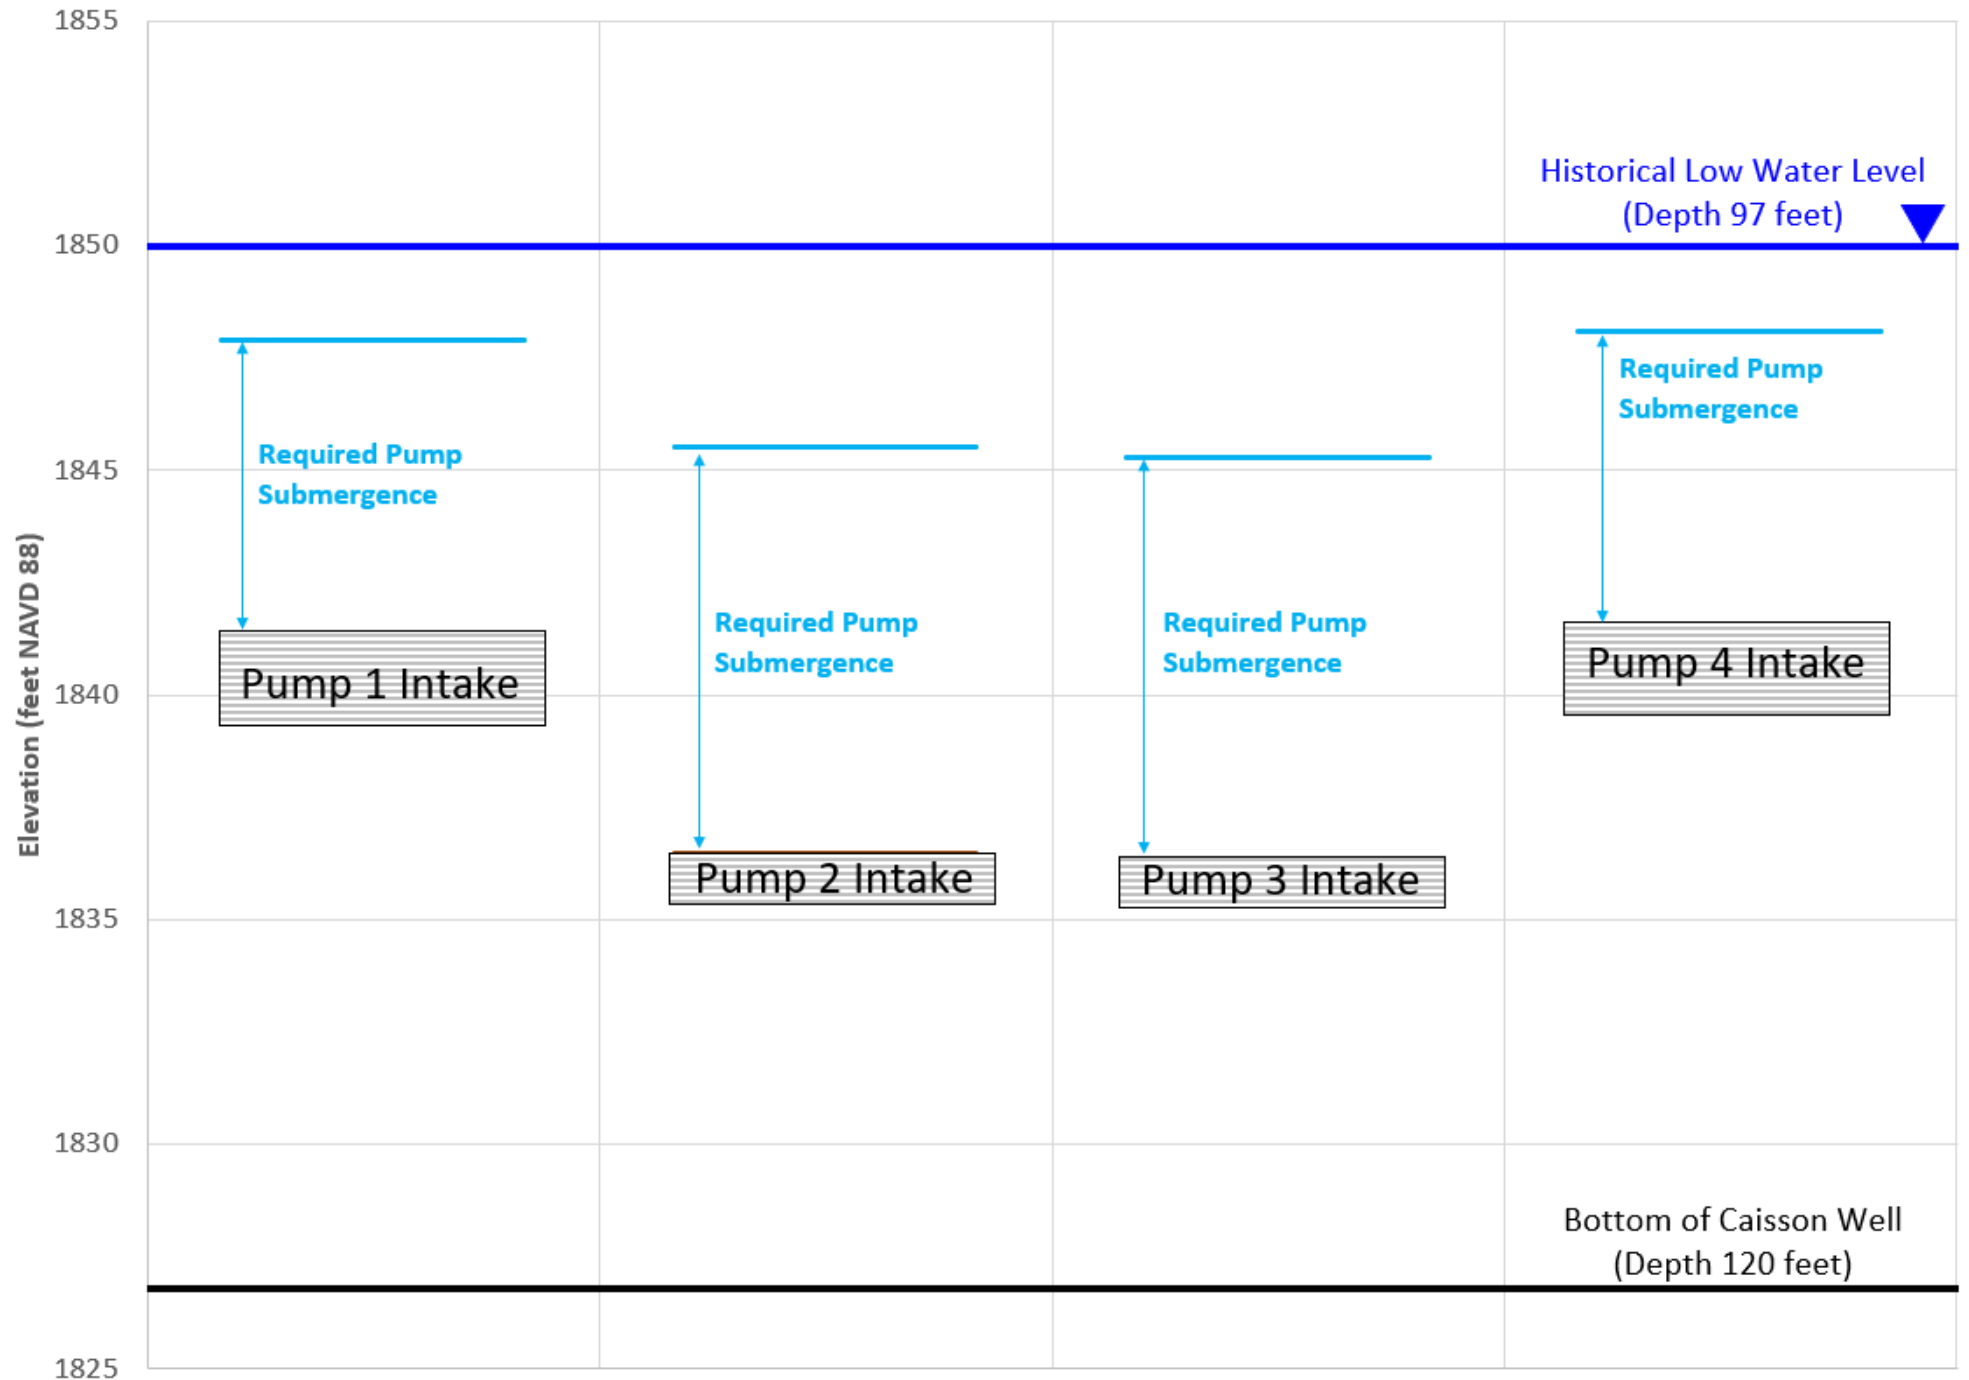 1855
Historical Low Water Level
(Depth 97 feet)
1850
Required Pump
Submergence
Required Pump
Submergence
1845
Required Pump
Submergence
Required Pump
Submergence
Elevation (feet NAVD 88)
Pump 1 Intake
Pump 4 Intake
1840
Pump 2 Intake
Pump 3 Intake
1835
1830
Bottom of Caisson Well
(Depth 120 feet)
1825